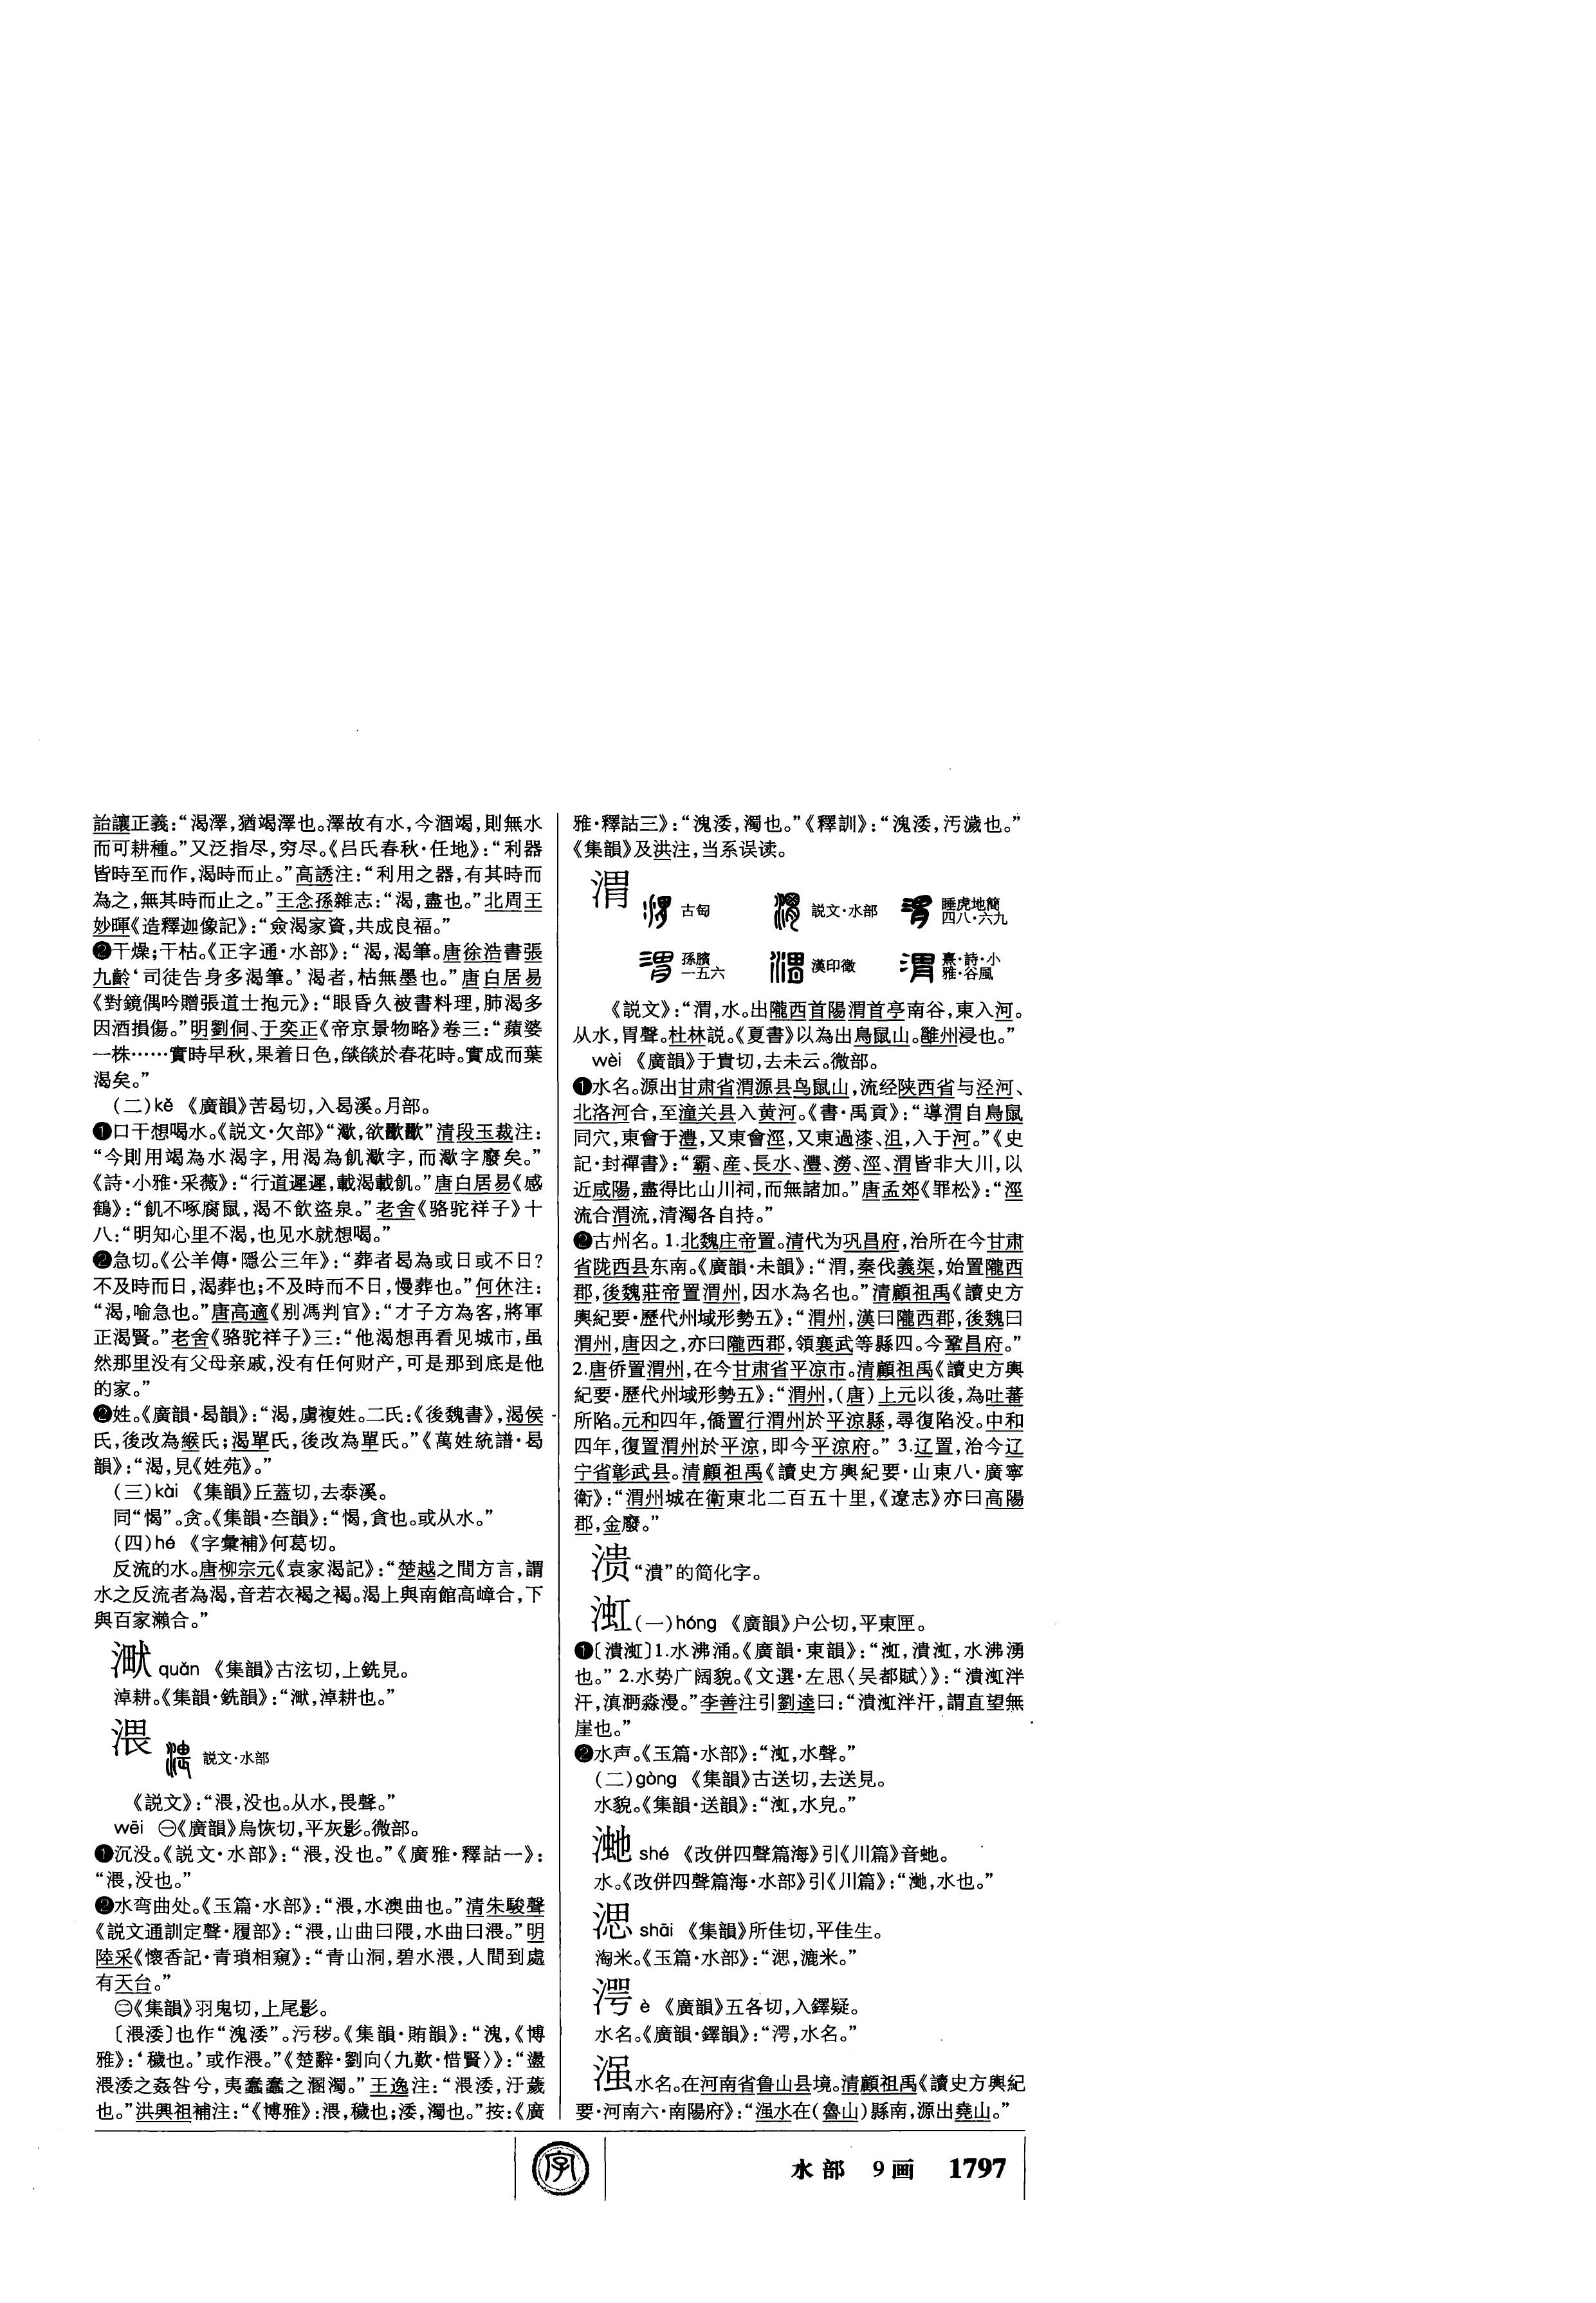 詒讓正義：“渴澤，猶竭澤也。澤故有水，今涸竭，則無水
而可耕種。”又泛指尽，穷尽。《吕氏春秋·任地》：“利器
皆時至而作，渴時而止。”高誘注：“利用之器，有其時而
為之，無其時而止之。”王念孫雜志：“渴，盡也。”北周王
妙暉《造釋迦像記》：“僉渴家資，共成良福。”
❷干燥；干枯。《正字通·水部》：“渴，渴筆。唐徐浩書張
九齡‘司徒告身多渴筆。’渴者，枯無墨也。”唐白居易
《對鏡偶吟贈張道士抱元》：“眼昏久被書料理，肺渴多
因酒損傷。”明劉侗、于奕正《帝京景物略》卷三：“蘋婆
一株……實時早秋，果着日色，燄燄於春花時。實成而葉
渴矣。”
(二)kě 《廣韻》苦曷切，入曷溪。月部。
❶口干想喝水。《説文·欠部》“㵣，欲歠歠”清段玉裁注：
“今則用竭為水渴字，用渴為飢㵣字，而㵣字廢矣。”
《詩·小雅·采薇》：“行道遲遲，載渴載飢。”唐白居易《感
鶴》：“飢不啄腐鼠，渴不飲盜泉。”老舍《骆驼祥子》十
八：“明知心里不渴，也见水就想喝。”
❷急切。《公羊傳·隱公三年》：“葬者曷為或日或不日？
不及時而日，渴葬也；不及時而不日，慢葬也。”何休注：
“渴，喻急也。”唐高適《别馮判官》：“才子方為客，將軍
正渴賢。”老舍《骆驼祥子》三：“他渴想再看见城市，虽
然那里没有父母亲戚，没有任何财产，可是那到底是他
的家。”
❷姓。《廣韻·曷韻》：“渴，虜複姓。二氏：《後魏書》，渴侯
氏，後改為緱氏；渴單氏，後改為單氏。”《萬姓統譜·曷
韻》：“渴，見《姓苑》。”
(三)kài 《集韻》丘蓋切，去泰溪。
同“愒”。贪。《集韻·夳韻》：“愒，貪也。或从水。”
(四)hé 《字彙補》何葛切。
反流的水。唐柳宗元《袁家渴記》：“楚越之間方言，謂
水之反流者為渴，音若衣褐之褐。渴上與南館高嶂合，下
與百家瀨合。”
quǎn 《集韻》古泫切，上銑見。
淖耕。《集韻·銑韻》：“，淖耕也。”
渨 説文·水部
《説文》：“渨，没也。从水，畏聲。”
wēi ㊀《廣韻》烏恢切，平灰影。微部。
❶沉没。《説文·水部》：“渨，没也。”《廣雅·釋詁一》：
“渨，没也。”
❷水弯曲处。《玉篇·水部》：“渨，水澳曲也。”清朱駿聲
《説文通訓定聲·履部》：“渨，山曲曰隈，水曲曰渨。”明
陸采《懷香記·青瑣相窺》：“青山洞，碧水渨，人間到處
有天台。”
㊁《集韻》羽鬼切，上尾影。
〔渨涹〕也作“溾涹”。污秽。《集韻·賄韻》：“溾，《博
雅》：‘穢也。’或作渨。”《楚辭·劉向〈九歎·惜賢〉》：“盪
渨涹之姦咎兮，夷蠢蠢之溷濁。”王逸注：“渨涹，汙薉
也。”洪興祖補注：“《博雅》：渨，穢也；涹，濁也。”按：《廣
雅·釋詁三》：“溾涹，濁也。”《釋訓》：“溾涹，汚濊也。”
《集韻》及洪注，当系误读。
渭 古匋 説文·水部 睡虎地簡四八·六九
孫臏一五六 漢印徵 熹·詩·小雅·谷風
《説文》：“渭，水。出隴西首陽渭首亭南谷，東入河。
从水，胃聲。杜林説。《夏書》以為出鳥鼠山。雝州浸也。”
wèi 《廣韻》于貴切，去未云。微部。
❶水名。源出甘肃省渭源县鸟鼠山，流经陕西省与泾河、
北洛河合，至潼关县入黄河。《書·禹貢》：“導渭自鳥鼠
同穴，東會于灃，又東會涇，又東過漆、沮，入于河。”《史
記·封禪書》：“霸、産、長水、灃、澇、涇、渭皆非大川，以
近咸陽，盡得比山川祠，而無諸加。”唐孟郊《罪松》：“涇
流合渭流，清濁各自持。”
❷古州名。1.北魏庄帝置。清代为巩昌府，治所在今甘肃
省陇西县东南。《廣韻·未韻》：“渭，秦伐義渠，始置隴西
郡，後魏莊帝置渭州，因水為名也。”清顧祖禹《讀史方
輿紀要·歷代州域形勢五》：“渭州，漢曰隴西郡，後魏曰
渭州，唐因之，亦曰隴西郡，領襄武等縣四。今鞏昌府。”
2.唐侨置渭州，在今甘肃省平凉市。清顧祖禹《讀史方輿
紀要·歷代州域形勢五》：“渭州，(唐)上元以後，為吐蕃
所陷。元和四年，僑置行渭州於平涼縣，尋復陷没。中和
四年，復置渭州於平涼，即今平涼府。” 3.辽置，治今辽
宁省彰武县。清顧祖禹《讀史方輿紀要·山東八·廣寧
衛》：“渭州城在衛東北二百五十里，《遼志》亦曰高陽
郡，金廢。”
溃“潰”的简化字。
渱(一)hóng 《廣韻》户公切，平東匣。
❶〔潰渱〕1.水沸涌。《廣韻·東韻》：“渱，潰渱，水沸湧
也。” 2.水势广阔貌。《文選·左思〈吴都賦〉》：“潰渱泮
汗，滇㴐淼漫。”李善注引劉逵曰：“潰渱泮汗，謂直望無
崖也。”
❷水声。《玉篇·水部》：“渱，水聲。”
(二)gòng 《集韻》古送切，去送見。
水貌。《集韻·送韻》：“渱，水皃。”
shé 《改併四聲篇海》引《川篇》音虵。
水。《改併四聲篇海·水部》引《川篇》：“，水也。”
㴓 shāi 《集韻》所佳切，平佳生。
淘米。《玉篇·水部》：“㴓，漉米。”
è 《廣韻》五各切，入鐸疑。
水名。《廣韻·鐸韻》：“，水名。”
水名。在河南省鲁山县境。清顧祖禹《讀史方輿紀
要·河南六·南陽府》：“水在(魯山)縣南，源出堯山。”
字
水部 9画 1797